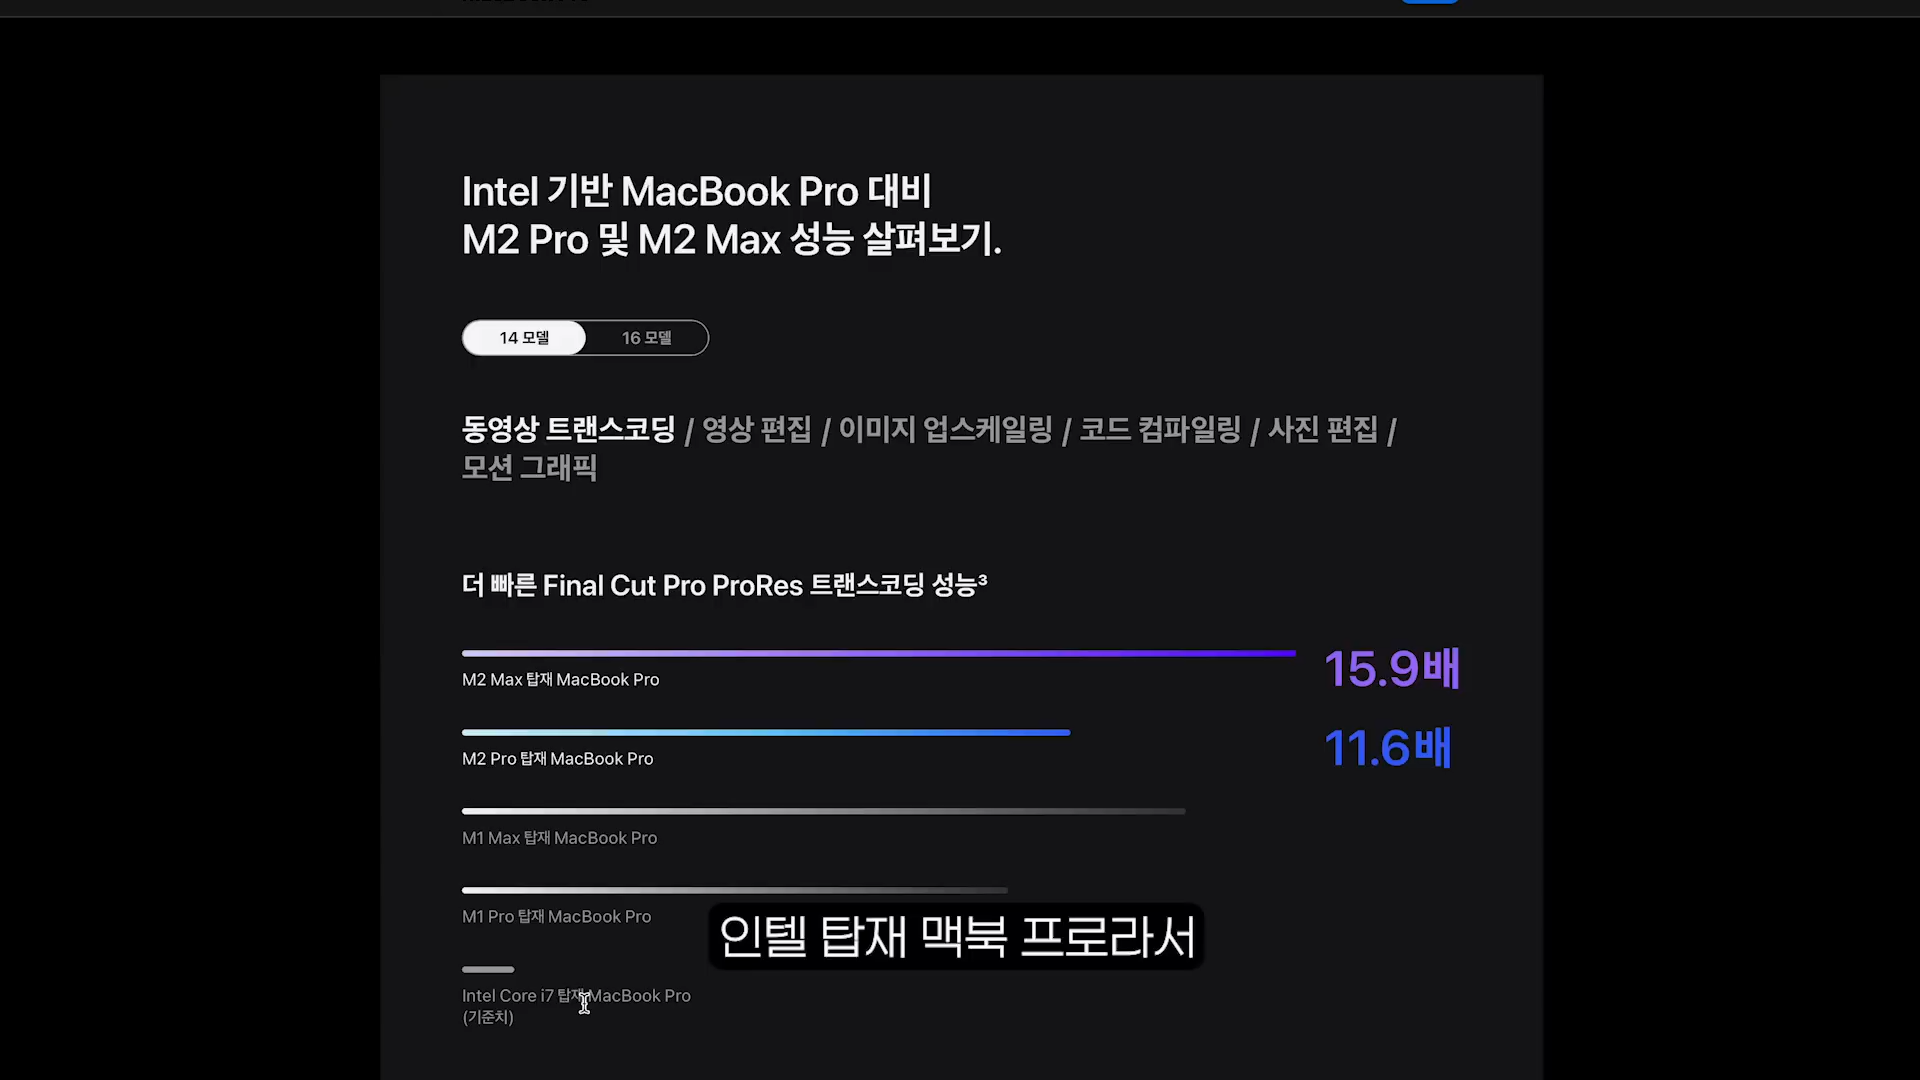 Intel 기반 MacBook Pro 대비
M2 Pro 및 M2 Max 성능 살펴보기.
14 모델
16 모델
동영상 트랜스코딩 / 영상 편집 / 이미지 업스케일링 / 코드 컴파일링 / 사진 편집 /
모션 그래픽
더 빠른 Final Cut Pro ProRes 트랜스코딩 성능³
15.9배
M2 Max 탑재 MacBook Pro
11.6배
M2 Pro 탑재 MacBook Pro
M1 Max 탑재 MacBook Pro
M1 Pro 탑재 MacBook Pro
인텔 탑재 맥북 프로라서
Intel Core i7 탑재 MacBook Pro
(기준치)